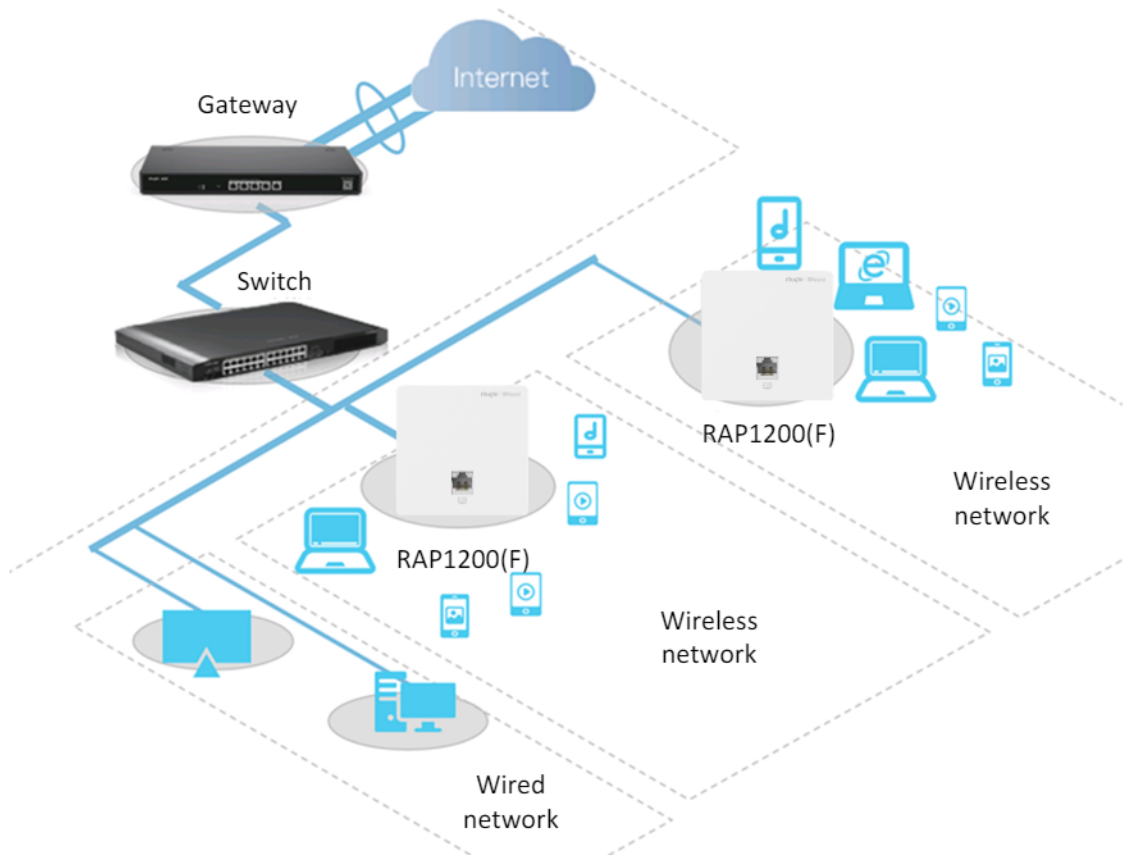 Internet
Gateway
Switch
RAP1200(F)
Wireless
network
RAP1200(F)
Wireless
network
Wired
network